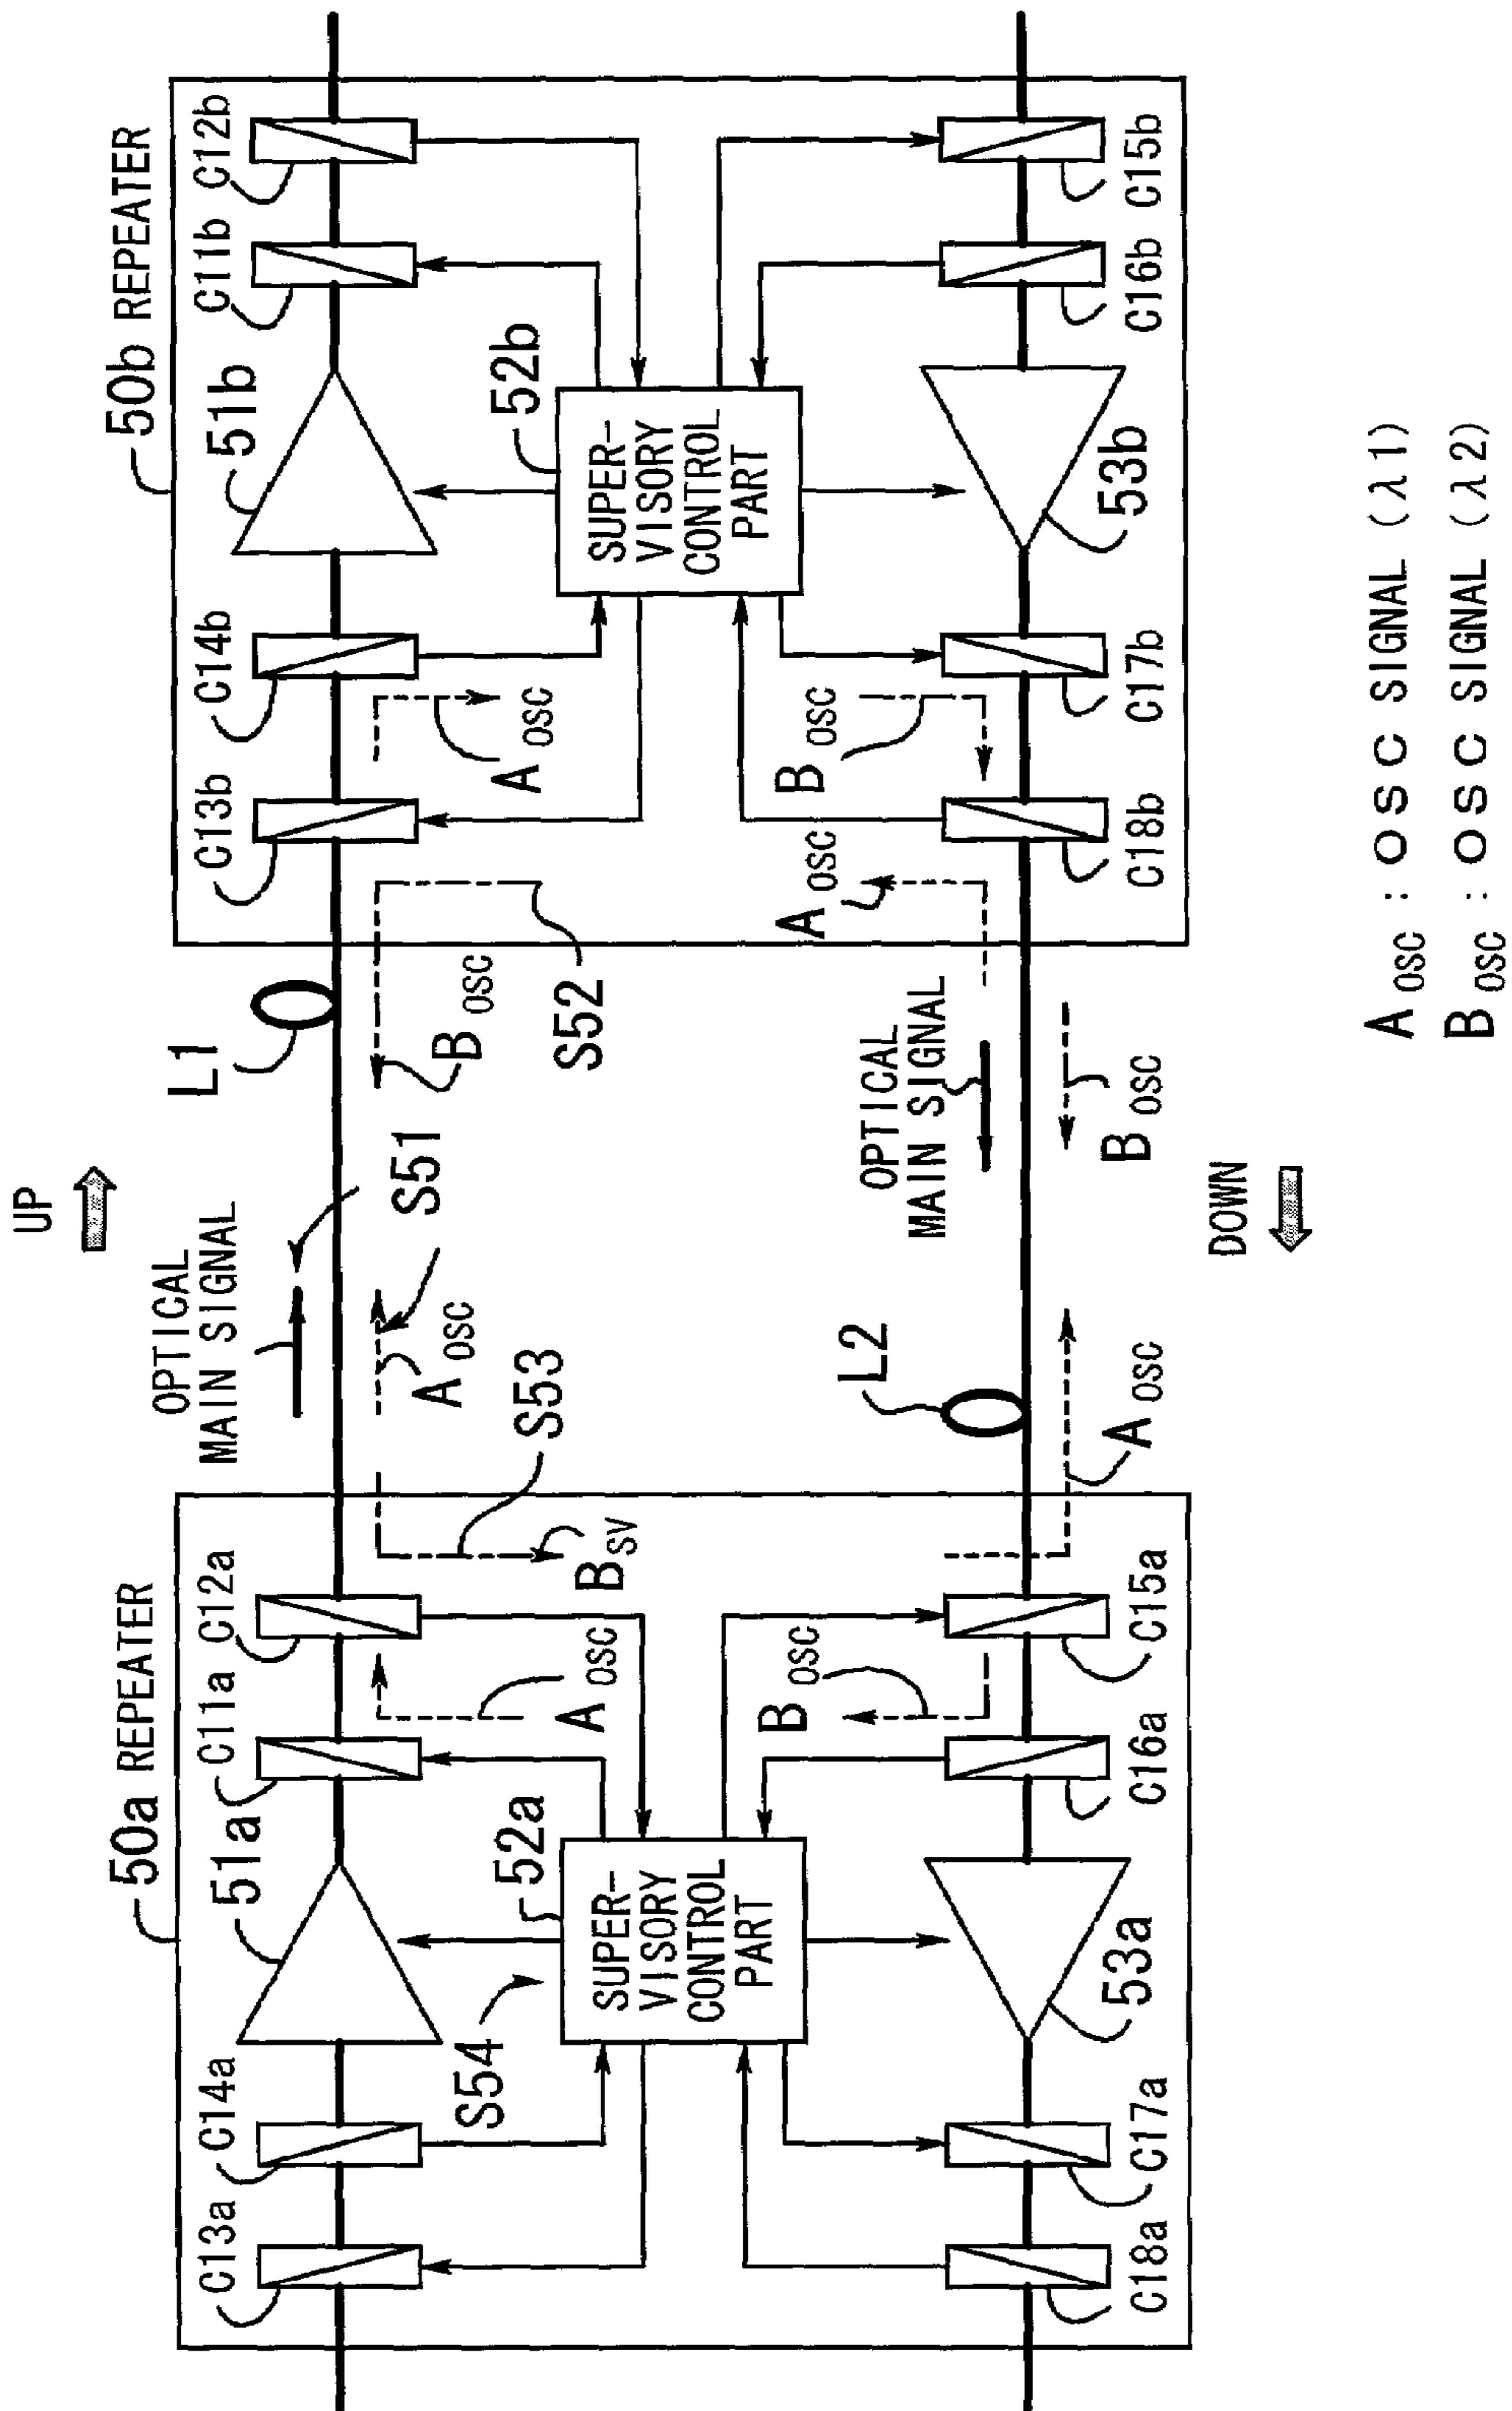 UP
DOWN
50a REPEATER
C13a
C14a
51a
C11a
C12a
S54
52a
SUPER-
VISORY
CONTROL
PART
A OSC
B SV
S53
B OSC
C18a
C17a
53a
C16a
C15a
OPTICAL
MAIN SIGNAL
A OSC
S51
L1
B OSC
S52
L2
A OSC
OPTICAL
MAIN SIGNAL
B OSC
50b REPEATER
C13b
C14b
51b
C11b
C12b
A OSC
52b
SUPER-
VISORY
CONTROL
PART
A OSC
B OSC
C18b
C17b
53b
C16b
C15b
A OSC : OSC SIGNAL (λ1)
B OSC : OSC SIGNAL (λ2)